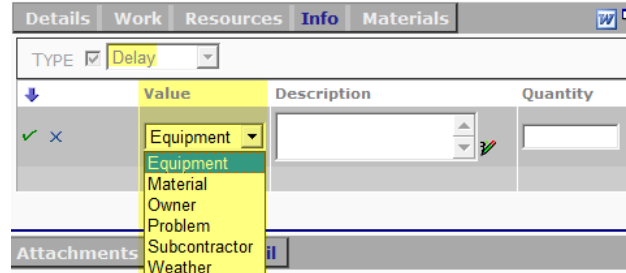 Details Work Resources Info Materials
TYPE Delay
Value Description Quantity
Equipment
Equipment
Material
Owner
Problem
Subcontractor
Weather
Attachments